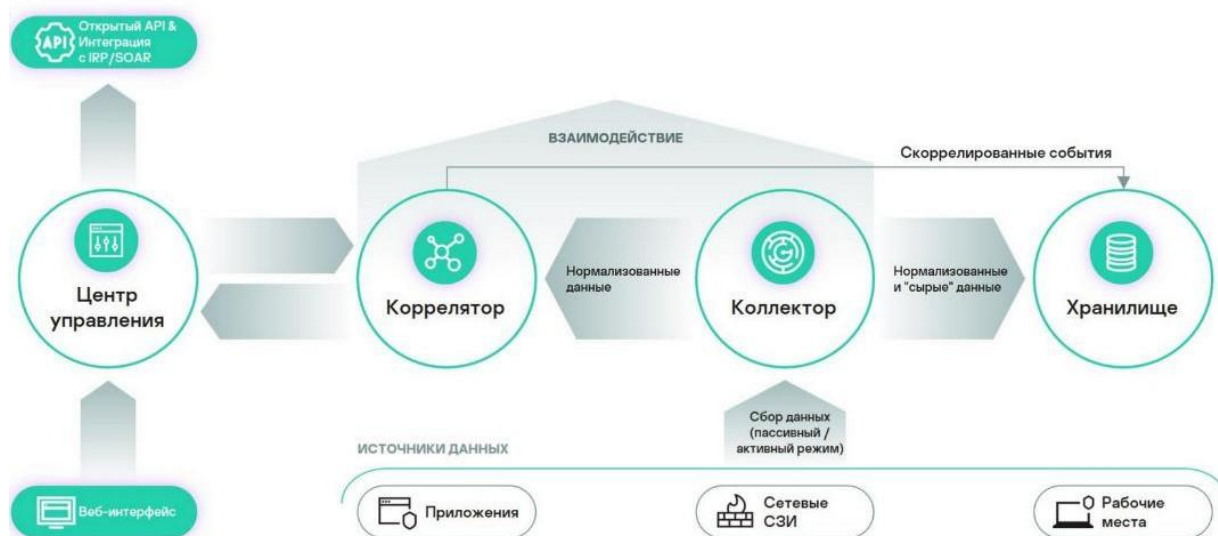 API
Открытый API &
Интеграция
с IRP/SOAR
ВЗАИМОДЕЙСТВИЕ
Скоррелированные события
Центр
управления
Коррелятор
Нормализованные
данные
Коллектор
Нормализованные
и "сырые" данные
Хранилище
Сбор данных
(пассивный /
активный режим)
ИСТОЧНИКИ ДАННЫХ
Веб-интерфейс
Приложения
Сетевые
СЗИ
Рабочие
места